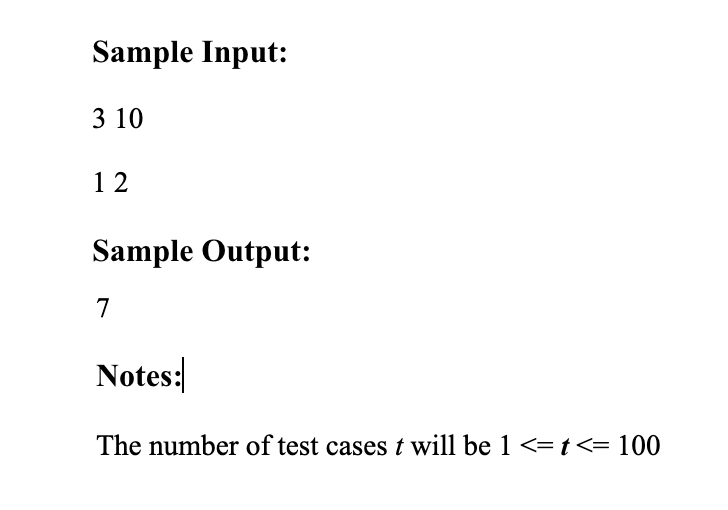 Sample Input:
3 10
1 2
Sample Output:
7
Notes:
The number of test cases t will be 1 <= t <= 100